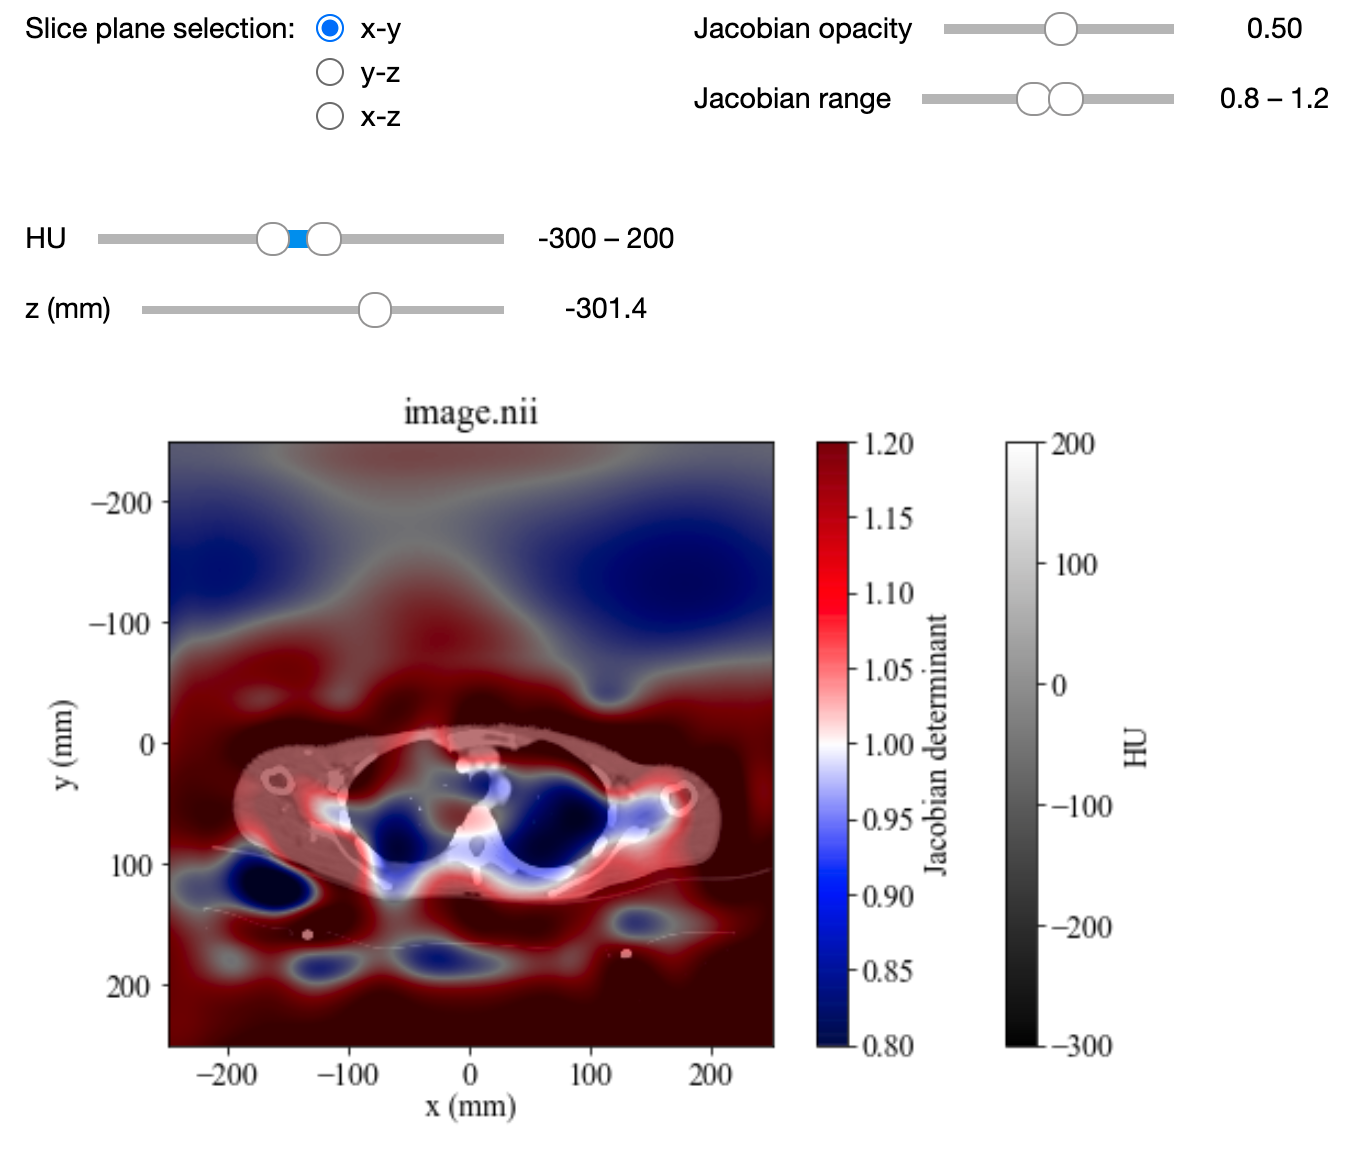 Slice plane selection:
x-y
y-z
x-z
Jacobian opacity 0.50
Jacobian range 0.8 – 1.2
HU -300 – 200
z (mm) -301.4
image.nii
−200
−100
0
100
200
y (mm)
−200 −100 0 100 200
x (mm)
1.20
1.15
1.10
1.05
1.00
0.95
0.90
0.85
0.80
Jacobian determinant
200
100
0
−100
−200
−300
HU